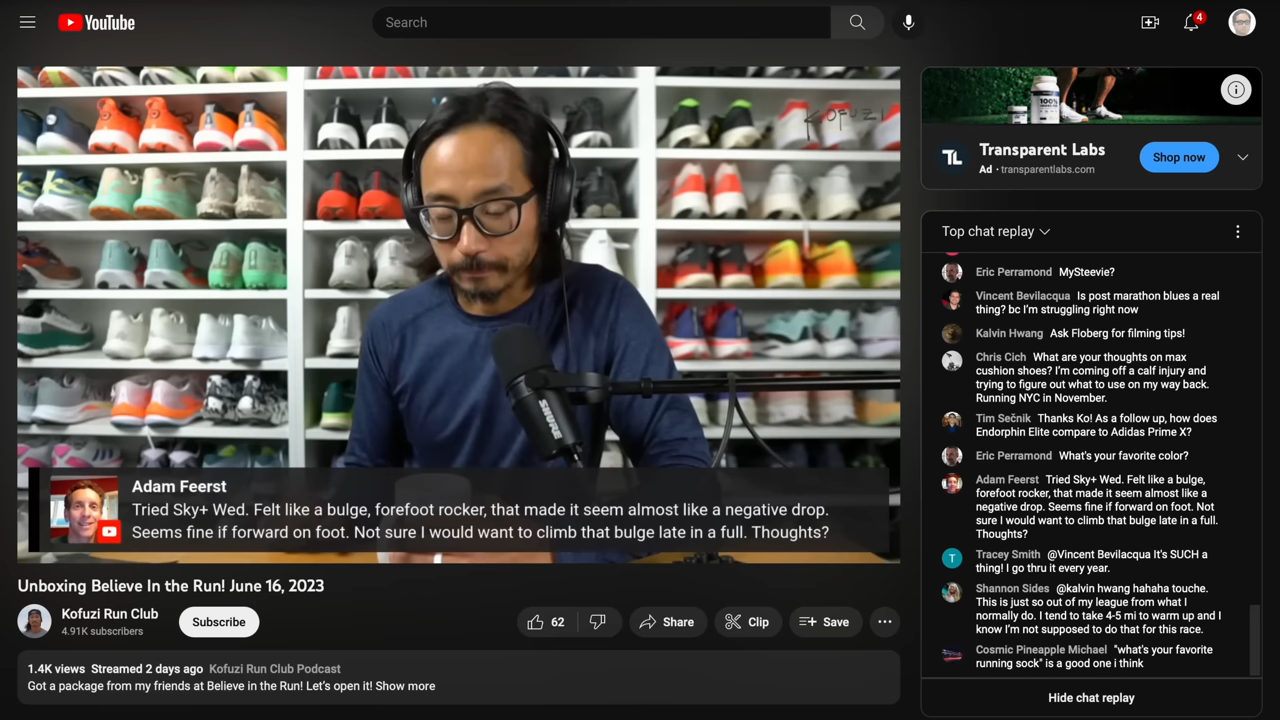 YouTube
Search
4
KOFUZI
SHURE
Adam Feerst
Tried Sky+ Wed. Felt like a bulge, forefoot rocker, that made it seem almost like a negative drop.
Seems fine if forward on foot. Not sure I would want to climb that bulge late in a full. Thoughts?
Unboxing Believe In the Run! June 16, 2023
Kofuzi Run Club
4.91K subscribers
Subscribe
62
Share
Clip
Save
1.4K views Streamed 2 days ago Kofuzi Run Club Podcast
Got a package from my friends at Believe in the Run! Let's open it! Show more
100%
TL
Transparent Labs
Ad · transparentlabs.com
Shop now
Top chat replay
Eric Perramond MySteevie?
Vincent Bevilacqua Is post marathon blues a real
thing? bc I'm struggling right now
Kalvin Hwang Ask Floberg for filming tips!
Chris Cich What are your thoughts on max
cushion shoes? I'm coming off a calf injury and
trying to figure out what to use on my way back.
Running NYC in November.
Tim Sečnik Thanks Ko! As a follow up, how does
Endorphin Elite compare to Adidas Prime X?
Eric Perramond What's your favorite color?
Adam Feerst Tried Sky+ Wed. Felt like a bulge,
forefoot rocker, that made it seem almost like a
negative drop. Seems fine if forward on foot. Not
sure I would want to climb that bulge late in a full.
Thoughts?
T
Tracey Smith @Vincent Bevilacqua It's SUCH a
thing! I go thru it every year.
Shannon Sides @kalvin hwang hahaha touche.
This is just so out of my league from what I
normally do. I tend to take 4-5 mi to warm up and I
know I'm not supposed to do that for this race.
Cosmic Pineapple Michael "what's your favorite
running sock" is a good one i think
Hide chat replay